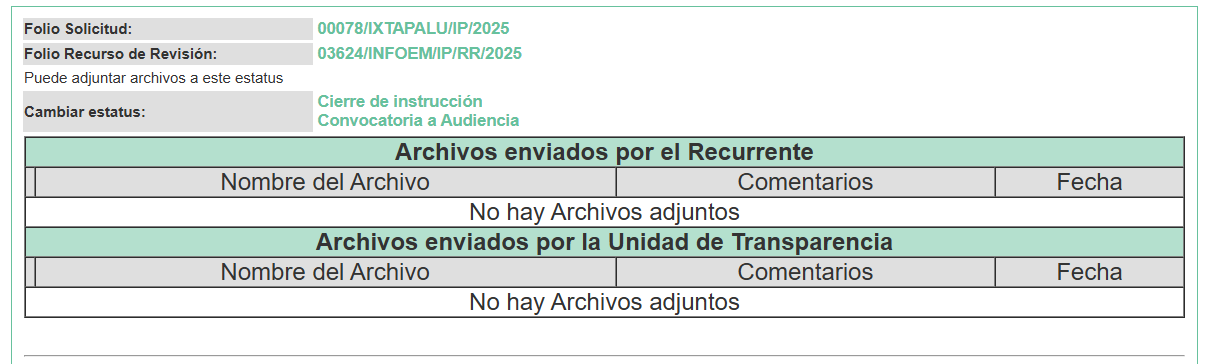 Folio Solicitud: 00078/IXTAPALU/IP/2025
Folio Recurso de Revisión: 03624/INFOEM/IP/RR/2025
Puede adjuntar archivos a este estatus
Cambiar estatus: Cierre de instrucción
Convocatoria a Audiencia
Archivos enviados por el Recurrente
Nombre del Archivo Comentarios Fecha
No hay Archivos adjuntos
Archivos enviados por la Unidad de Transparencia
Nombre del Archivo Comentarios Fecha
No hay Archivos adjuntos